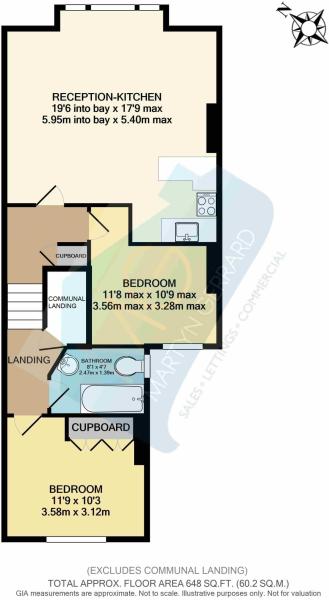 N
RECEPTION-KITCHEN
19'6 into bay x 17'9 max
5.95m into bay x 5.40m max
CUPBOARD
BEDROOM
11'8 max x 10'9 max
3.56m max x 3.28m max
COMMUNAL
LANDING
LANDING
BATHROOM
8'1 x 4'7
2.47m x 1.39m
CUPBOARD
BEDROOM
11'9 x 10'3
3.58m x 3.12m
MARTYN GERRARD
SALES • LETTINGS • COMMERCIAL
(EXCLUDES COMMUNAL LANDING)
TOTAL APPROX. FLOOR AREA 648 SQ.FT. (60.2 SQ.M.)
GIA measurements are approximate. Not to scale. Illustrative purposes only. Not for valuation